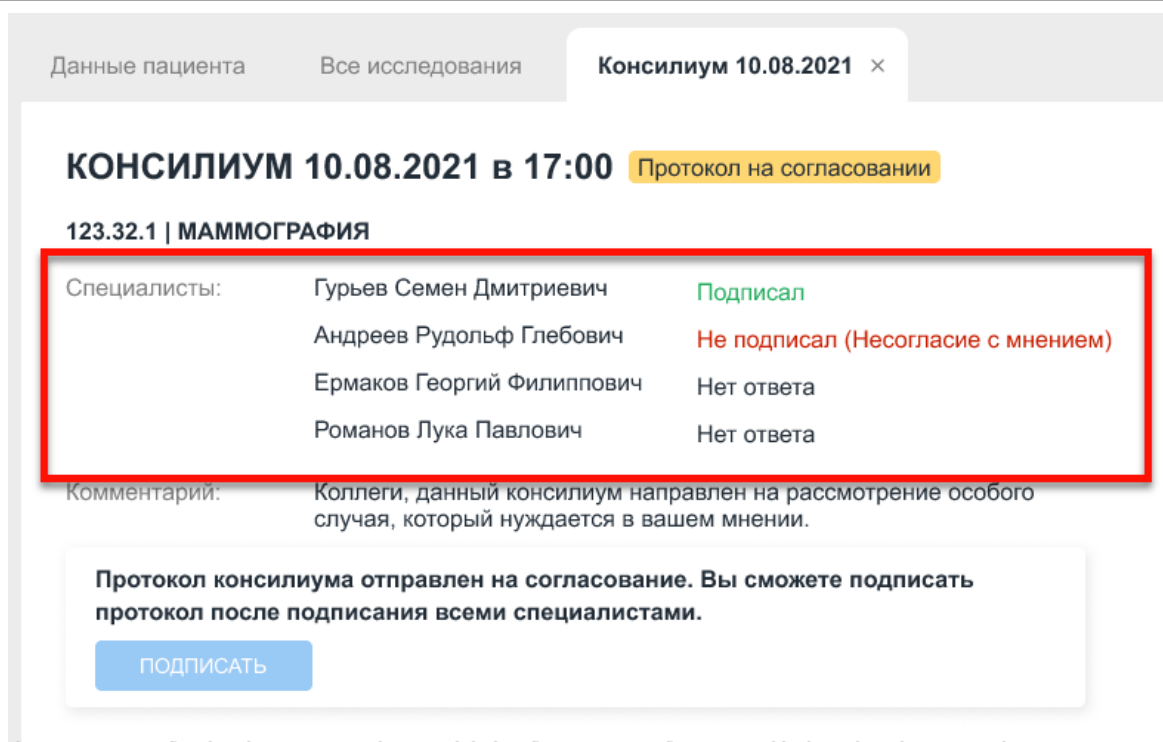 Данные пациента Все исследования Консилиум 10.08.2021 ×
КОНСИЛИУМ 10.08.2021 в 17:00 Протокол на согласовании
123.32.1 | МАММОГРАФИЯ
Специалисты: Гурьев Семен Дмитриевич Подписал
Андреев Рудольф Глебович Не подписал (Несогласие с мнением)
Ермаков Георгий Филиппович Нет ответа
Романов Лука Павлович Нет ответа
Комментарий: Коллеги, данный консилиум направлен на рассмотрение особого
случая, который нуждается в вашем мнении.
Протокол консилиума отправлен на согласование. Вы сможете подписать
протокол после подписания всеми специалистами.
ПОДПИСАТЬ